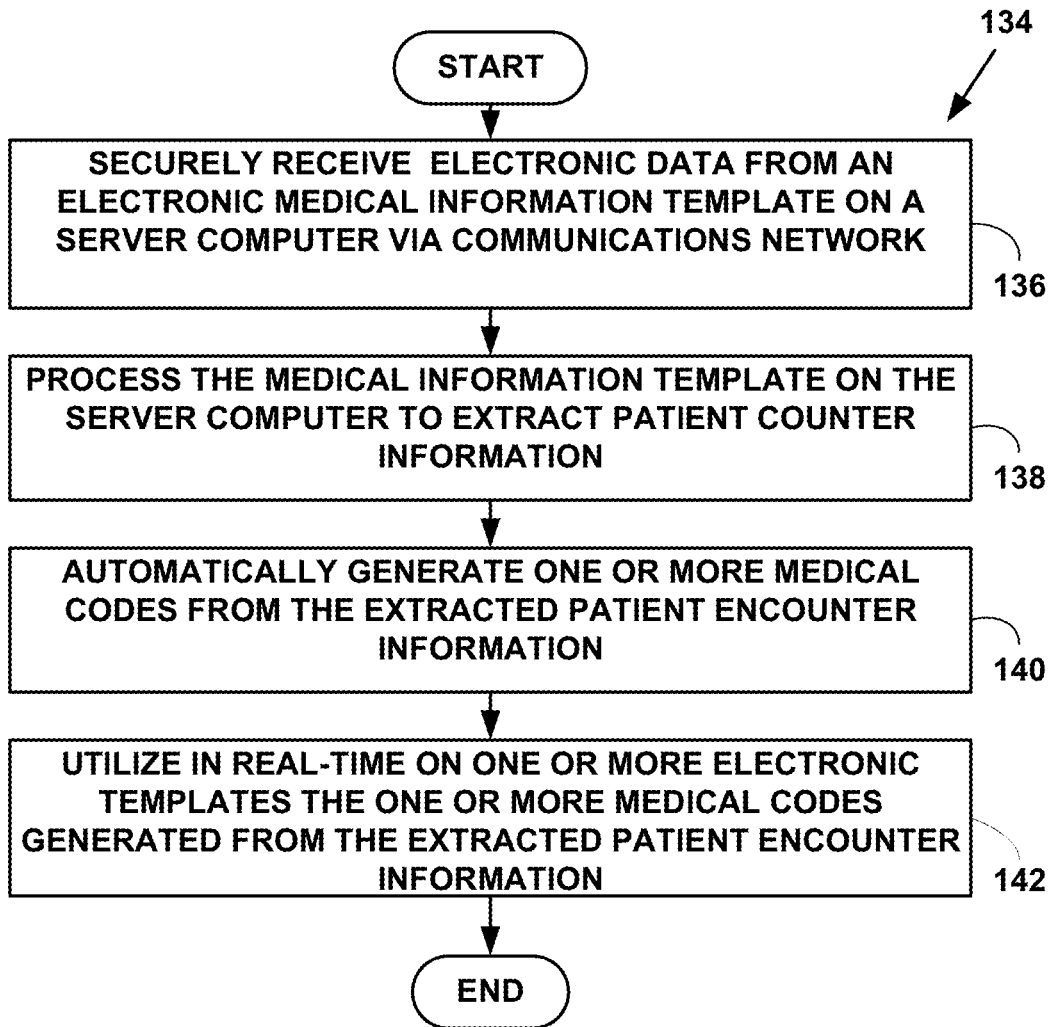 134
START
SECURELY RECEIVE ELECTRONIC DATA FROM AN
ELECTRONIC MEDICAL INFORMATION TEMPLATE ON A
SERVER COMPUTER VIA COMMUNICATIONS NETWORK
136
PROCESS THE MEDICAL INFORMATION TEMPLATE ON THE
SERVER COMPUTER TO EXTRACT PATIENT COUNTER
INFORMATION
138
AUTOMATICALLY GENERATE ONE OR MORE MEDICAL
CODES FROM THE EXTRACTED PATIENT ENCOUNTER
INFORMATION
140
UTILIZE IN REAL-TIME ON ONE OR MORE ELECTRONIC
TEMPLATES THE ONE OR MORE MEDICAL CODES
GENERATED FROM THE EXTRACTED PATIENT ENCOUNTER
INFORMATION
142
END